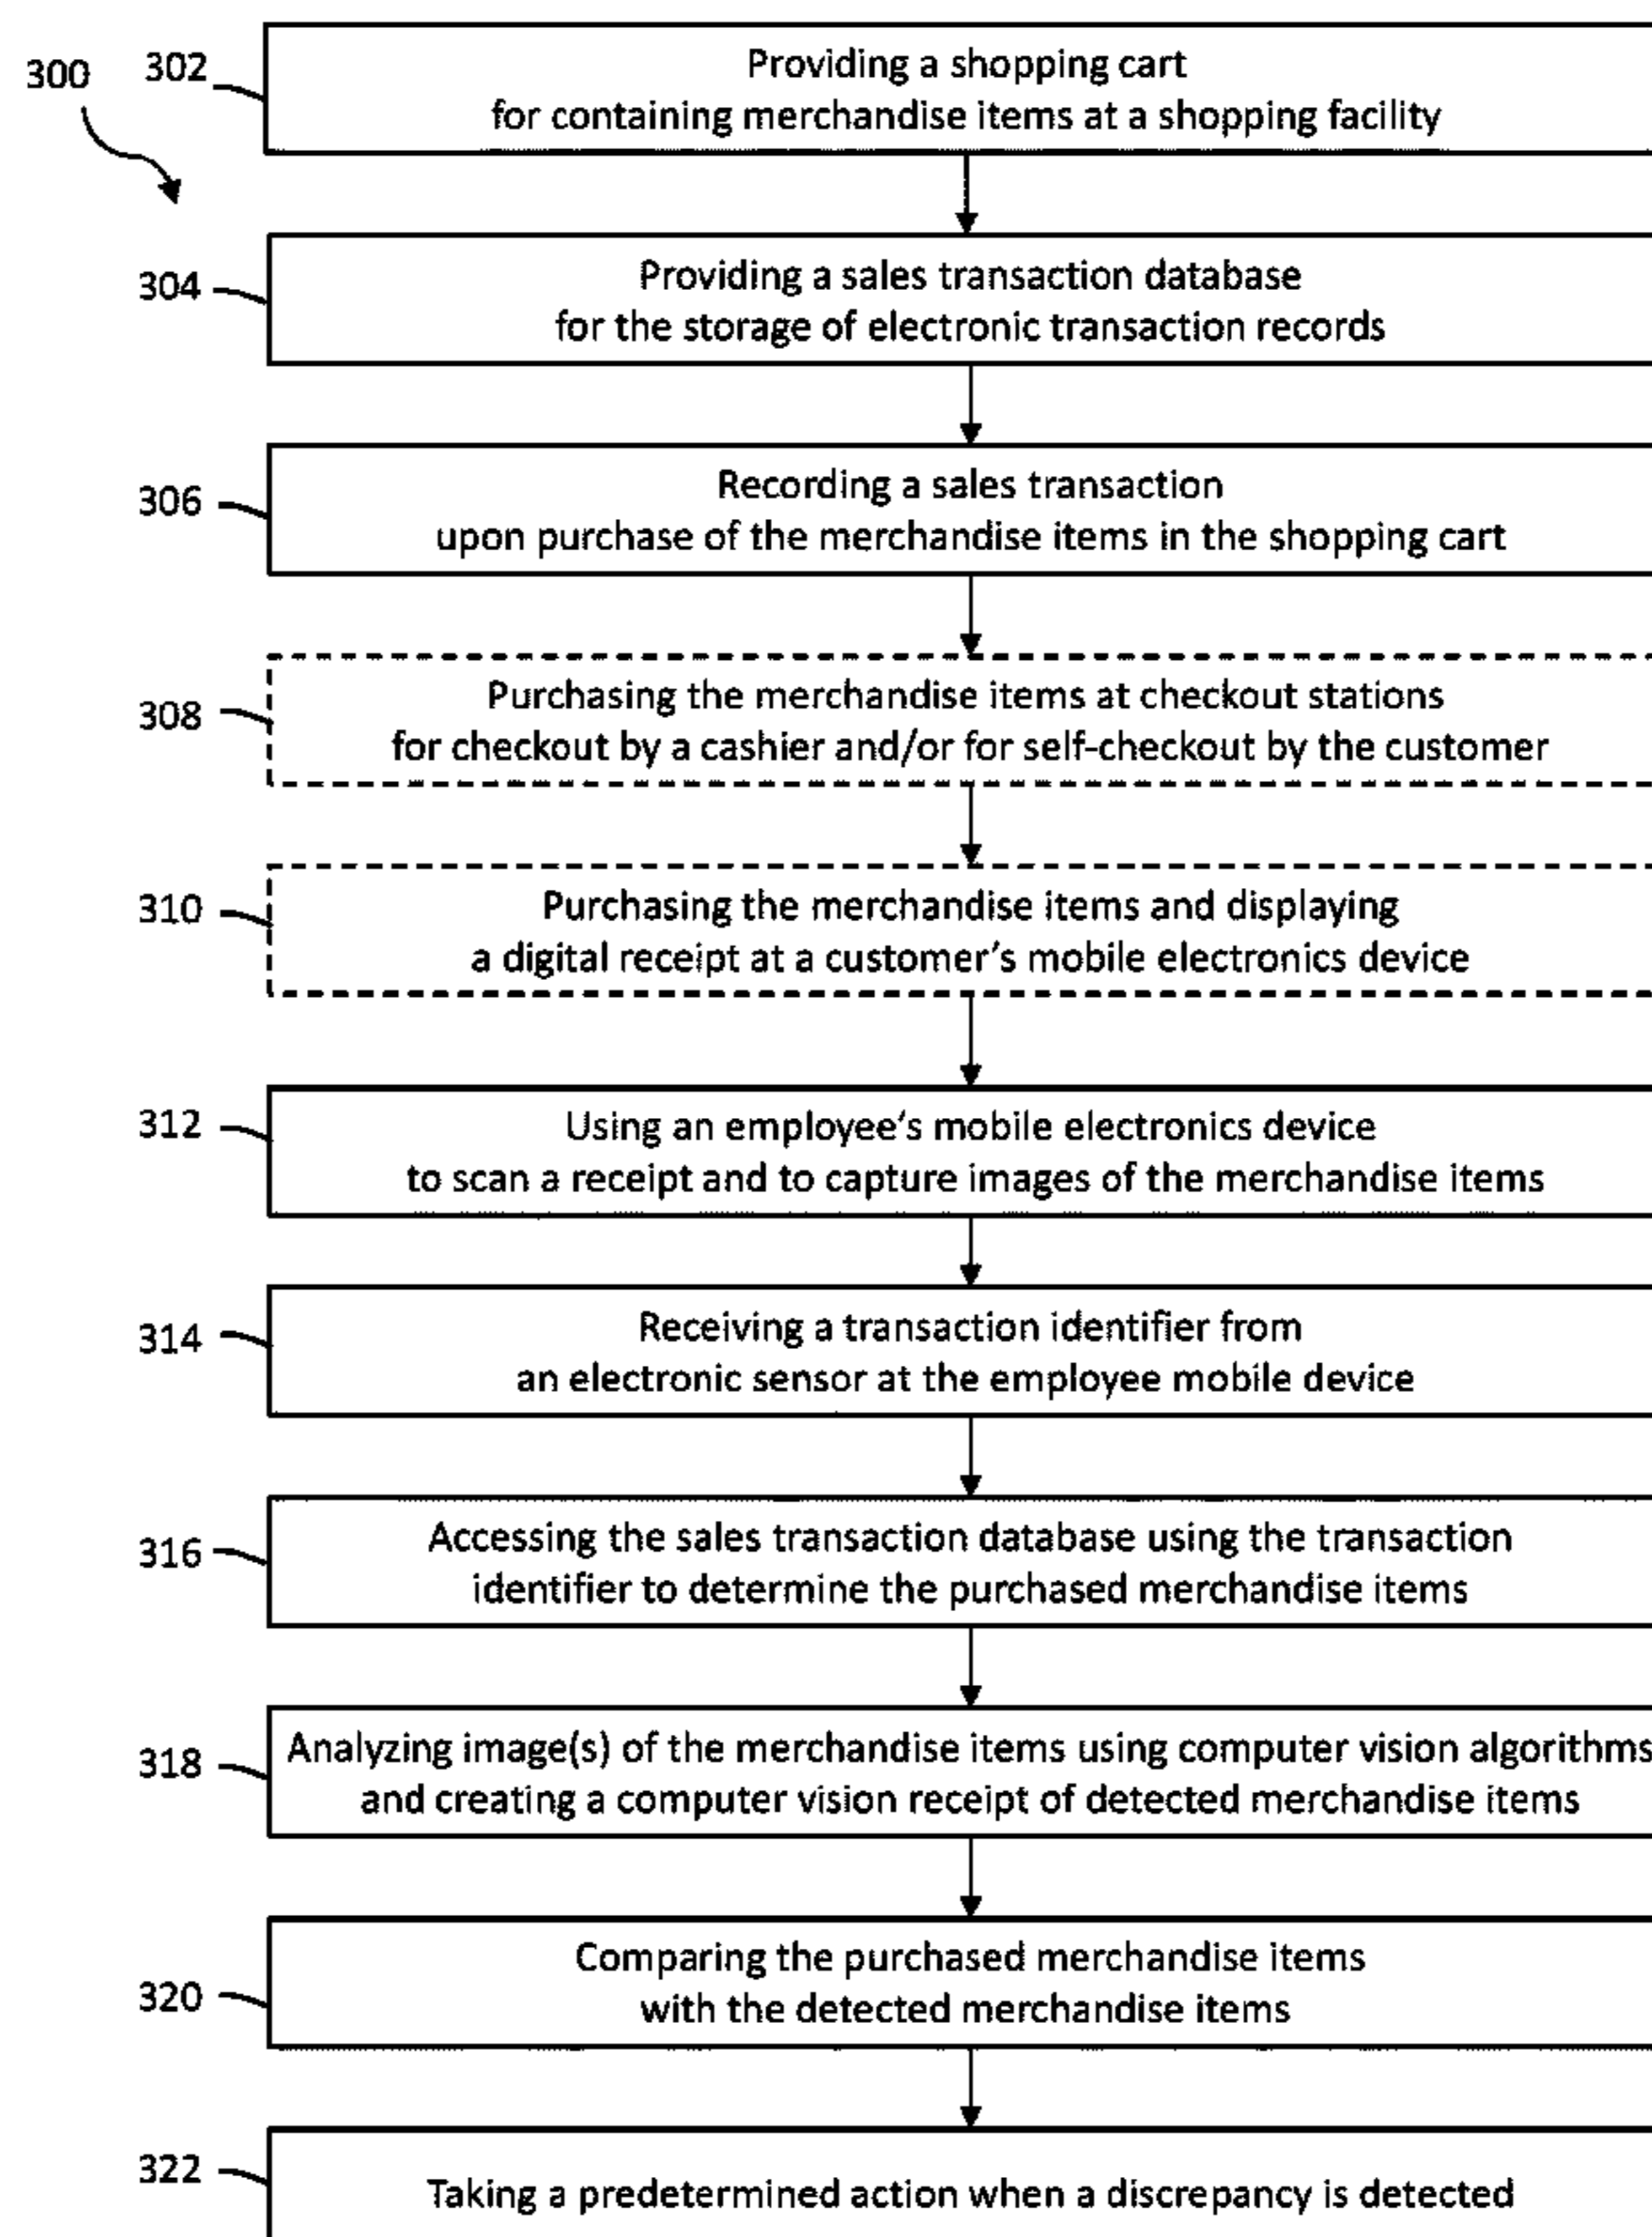 300
302
Providing a shopping cart
for containing merchandise items at a shopping facility
304
Providing a sales transaction database
for the storage of electronic transaction records
306
Recording a sales transaction
upon purchase of the merchandise items in the shopping cart
308
Purchasing the merchandise items at checkout stations
for checkout by a cashier and/or for self-checkout by the customer
310
Purchasing the merchandise items and displaying
a digital receipt at a customer's mobile electronics device
312
Using an employee's mobile electronics device
to scan a receipt and to capture images of the merchandise items
314
Receiving a transaction identifier from
an electronic sensor at the employee mobile device
316
Accessing the sales transaction database using the transaction
identifier to determine the purchased merchandise items
318
Analyzing image(s) of the merchandise items using computer vision algorithms
and creating a computer vision receipt of detected merchandise items
320
Comparing the purchased merchandise items
with the detected merchandise items
322
Taking a predetermined action when a discrepancy is detected